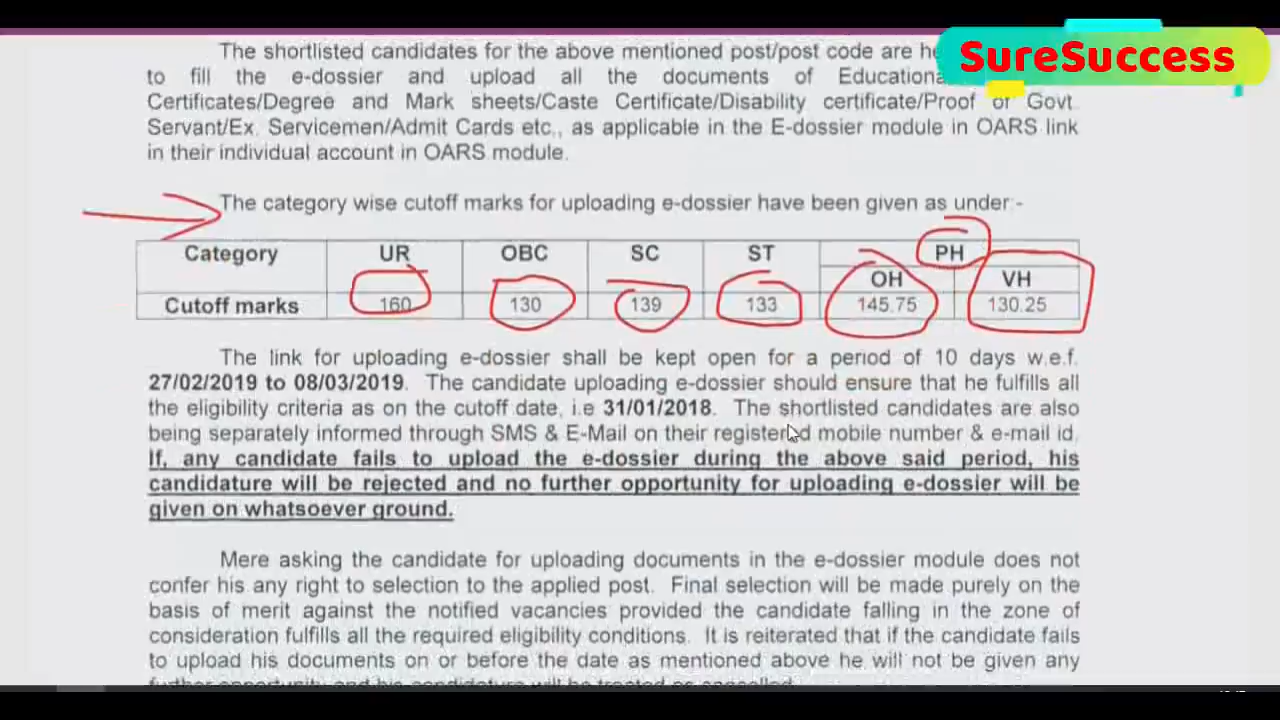 SureSuccess
The shortlisted candidates for the above mentioned post/post code are
to fill the e-dossier and upload all the documents of
Certificates/Degree and Mark sheets/Caste Certificate/Disability certificate/Proof of Govt.
Servant/Ex. Servicemen/Admit Cards etc., as applicable in the E-dossier module in OARS link
in their individual account in OARS module.
The category wise cutoff marks for uploading e-dossier have been given as under:-
Category UR OBC SC ST PH
OH VH
Cutoff marks 160 130 139 133 145.75 130.25
The link for uploading e-dossier shall be kept open for a period of 10 days w.e.f.
27/02/2019 to 08/03/2019. The candidate uploading e-dossier should ensure that he fulfills all
the eligibility criteria as on the cutoff date, i.e 31/01/2018. The shortlisted candidates are also
being separately informed through SMS & E-Mail on their registered mobile number & e-mail id.
If, any candidate fails to upload the e-dossier during the above said period, his
candidature will be rejected and no further opportunity for uploading e-dossier will be
given on whatsoever ground.
Mere asking the candidate for uploading documents in the e-dossier module does not
confer his any right to selection to the applied post. Final selection will be made purely on the
basis of merit against the notified vacancies provided the candidate falling in the zone of
consideration fulfills all the required eligibility conditions. It is reiterated that if the candidate fails
to upload his documents on or before the date as mentioned above he will not be given any
further opportunity and his candidature will be treated as cancelled.